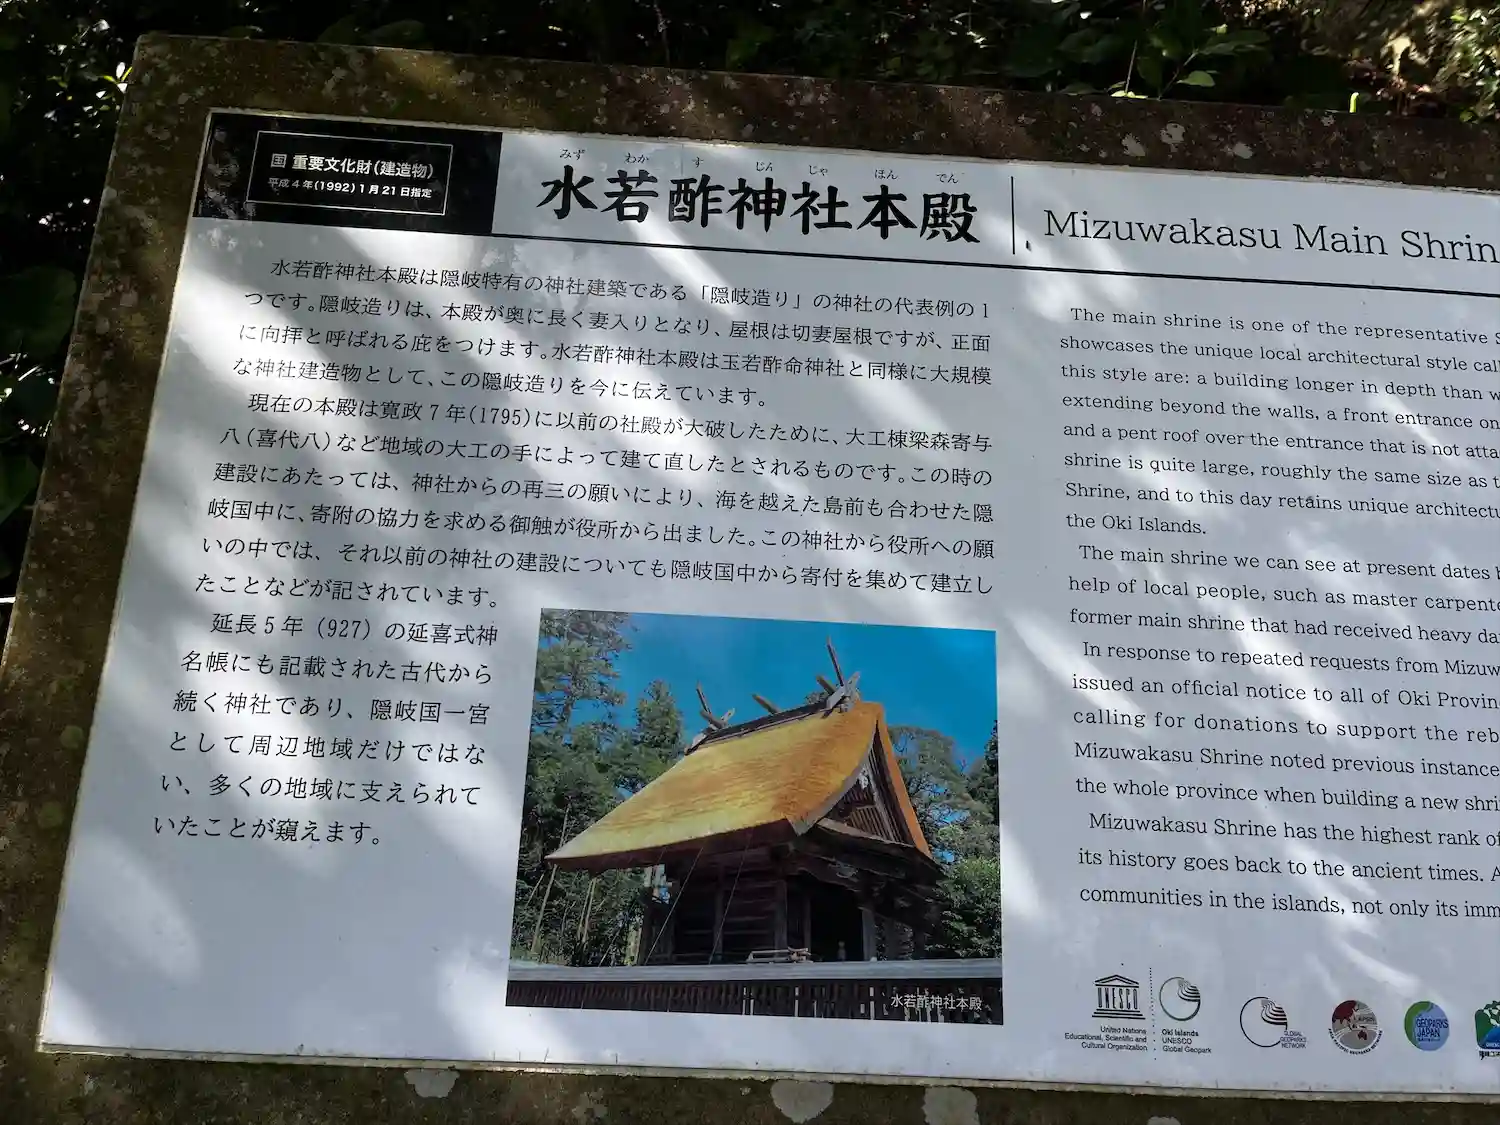 国 重要文化財(建造物)
平成4年(1992)1月21日指定
みず わか す じん じゃ ほん でん
水若酢神社本殿
Mizuwakasu Main Shrin
水若酢神社本殿は隠岐特有の神社建築である「隠岐造り」の神社の代表例の1
つです。隠岐造りは、本殿が奥に長く妻入りとなり、屋根は切妻屋根ですが、正面
に向拝と呼ばれる庇をつけます。水若酢神社本殿は玉若酢命神社と同様に大規模
な神社建造物として、この隠岐造りを今に伝えています。
現在の本殿は寛政7年(1795)に以前の社殿が大破したために、大工棟梁森寄与
八(喜代八)など地域の大工の手によって建て直したとされるものです。この時の
建設にあたっては、神社からの再三の願いにより、海を越えた島前も合わせた隠
岐国中に、寄附の協力を求める御触が役所から出ました。この神社から役所への願
いの中では、それ以前の神社の建設についても隠岐国中から寄付を集めて建立し
たことなどが記されています。
延長5年（927）の延喜式神
名帳にも記載された古代から
続く神社であり、隠岐国一宮
として周辺地域だけではな
い、多くの地域に支えられて
いたことが窺えます。
水若酢神社本殿
The main shrine is one of the representative S
showcases the unique local architectural style call
this style are: a building longer in depth than w
extending beyond the walls, a front entrance on
and a pent roof over the entrance that is not atta
shrine is quite large, roughly the same size as t
Shrine, and to this day retains unique architectu
the Oki Islands.
The main shrine we can see at present dates b
help of local people, such as master carpente
former main shrine that had received heavy da
In response to repeated requests from Mizuw
issued an official notice to all of Oki Provin
calling for donations to support the reb
Mizuwakasu Shrine noted previous instance
the whole province when building a new shri
Mizuwakasu Shrine has the highest rank of
its history goes back to the ancient times. A
communities in the islands, not only its imm
UNESCO
United Nations
Educational, Scientific and
Cultural Organization
Oki Islands
UNESCO
Global Geopark
GLOBAL
GEOPARKS
NETWORK
GEOPARKS
JAPAN